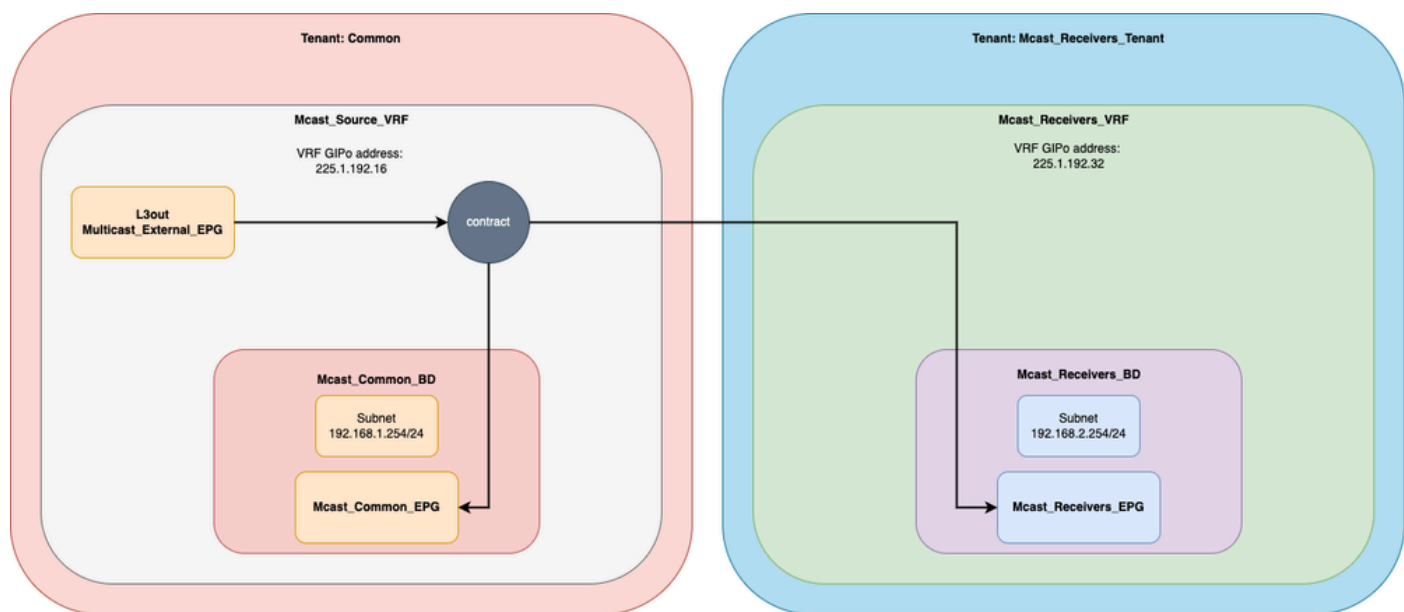 Tenant: Common
Mcast_Source_VRF
VRF GIPo address:
225.1.192.16
L3out
Multicast_External_EPG
contract
Mcast_Common_BD
Subnet
192.168.1.254/24
Mcast_Common_EPG
Tenant: Mcast_Receivers_Tenant
Mcast_Receivers_VRF
VRF GIPo address:
225.1.192.32
Mcast_Receivers_BD
Subnet
192.168.2.254/24
Mcast_Receivers_EPG